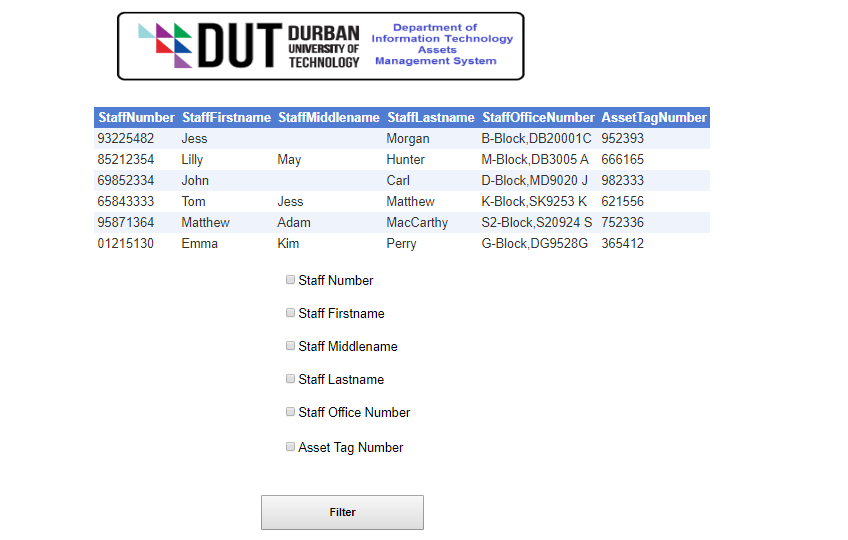 DUT DURBAN UNIVERSITY OF TECHNOLOGY
Department of
Information Technology
Assets
Management System
StaffNumber StaffFirstname StaffMiddlename StaffLastname StaffOfficeNumber AssetTagNumber
93225482 Jess Morgan B-Block,DB20001C 952393
85212354 Lilly May Hunter M-Block,DB3005 A 666165
69852334 John Carl D-Block,MD9020 J 982333
65843333 Tom Jess Matthew K-Block,SK9253 K 621556
95871364 Matthew Adam MacCarthy S2-Block,S20924 S 752336
01215130 Emma Kim Perry G-Block,DG9528G 365412
Staff Number
Staff Firstname
Staff Middlename
Staff Lastname
Staff Office Number
Asset Tag Number
Filter